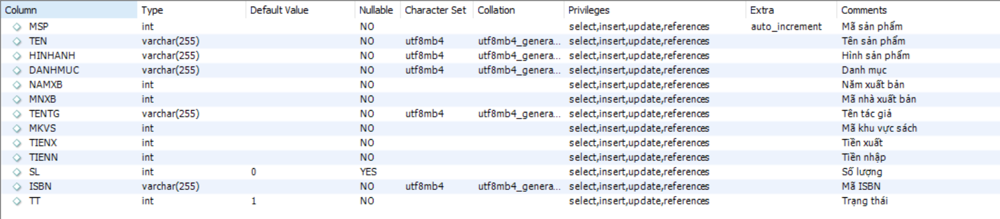 Column Type Default Value Nullable Character Set Collation Privileges Extra Comments
MSP int NO select,insert,update,references auto_increment Mã sản phẩm
TEN varchar(255) NO utf8mb4 utf8mb4_genera... select,insert,update,references Tên sản phẩm
HINHANH varchar(255) NO utf8mb4 utf8mb4_genera... select,insert,update,references Hình sản phẩm
DANHMUC varchar(255) NO utf8mb4 utf8mb4_genera... select,insert,update,references Danh mục
NAMXB int NO select,insert,update,references Năm xuất bản
MNXB int NO select,insert,update,references Mã nhà xuất bản
TENTG varchar(255) NO utf8mb4 utf8mb4_genera... select,insert,update,references Tên tác giả
MKVS int NO select,insert,update,references Mã khu vực sách
TIENX int NO select,insert,update,references Tiền xuất
TIENN int NO select,insert,update,references Tiền nhập
SL int 0 YES select,insert,update,references Số lượng
ISBN varchar(255) NO utf8mb4 utf8mb4_genera... select,insert,update,references Mã ISBN
TT int 1 NO select,insert,update,references Trạng thái